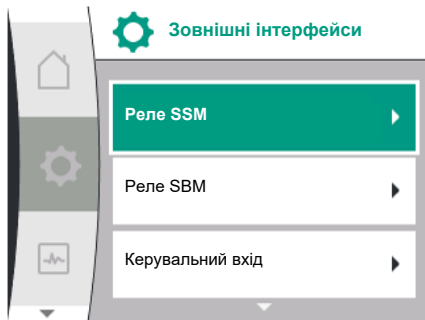 Зовнішні інтерфейси
Реле SSM
Реле SBM
Керувальний вхід